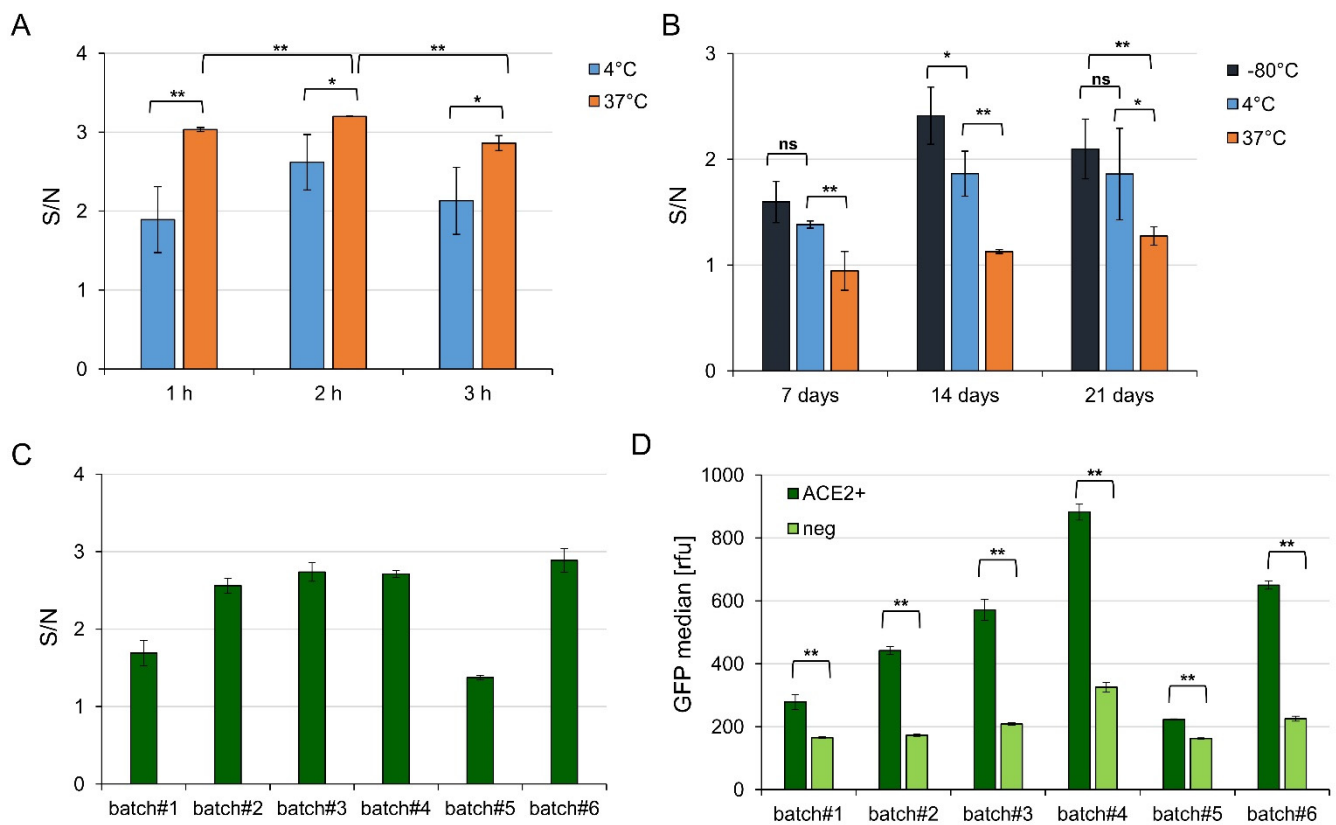 A
S/N
4
3
2
1
0
**
**
**
*
*
4°C
37°C
1 h
2 h
3 h
B
S/N
3
2
1
0
ns
**
*
**
**
ns
*
-80°C
4°C
37°C
7 days
14 days
21 days
C
S/N
4
3
2
1
0
batch#1
batch#2
batch#3
batch#4
batch#5
batch#6
D
GFP median [rfu]
1000
800
600
400
200
0
ACE2+
neg
**
**
**
**
**
**
batch#1
batch#2
batch#3
batch#4
batch#5
batch#6